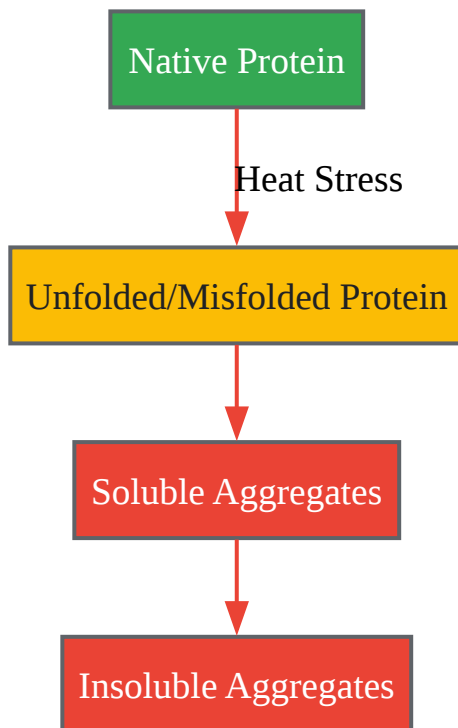 Native Protein
Heat Stress
Unfolded/Misfolded Protein
Soluble Aggregates
Insoluble Aggregates